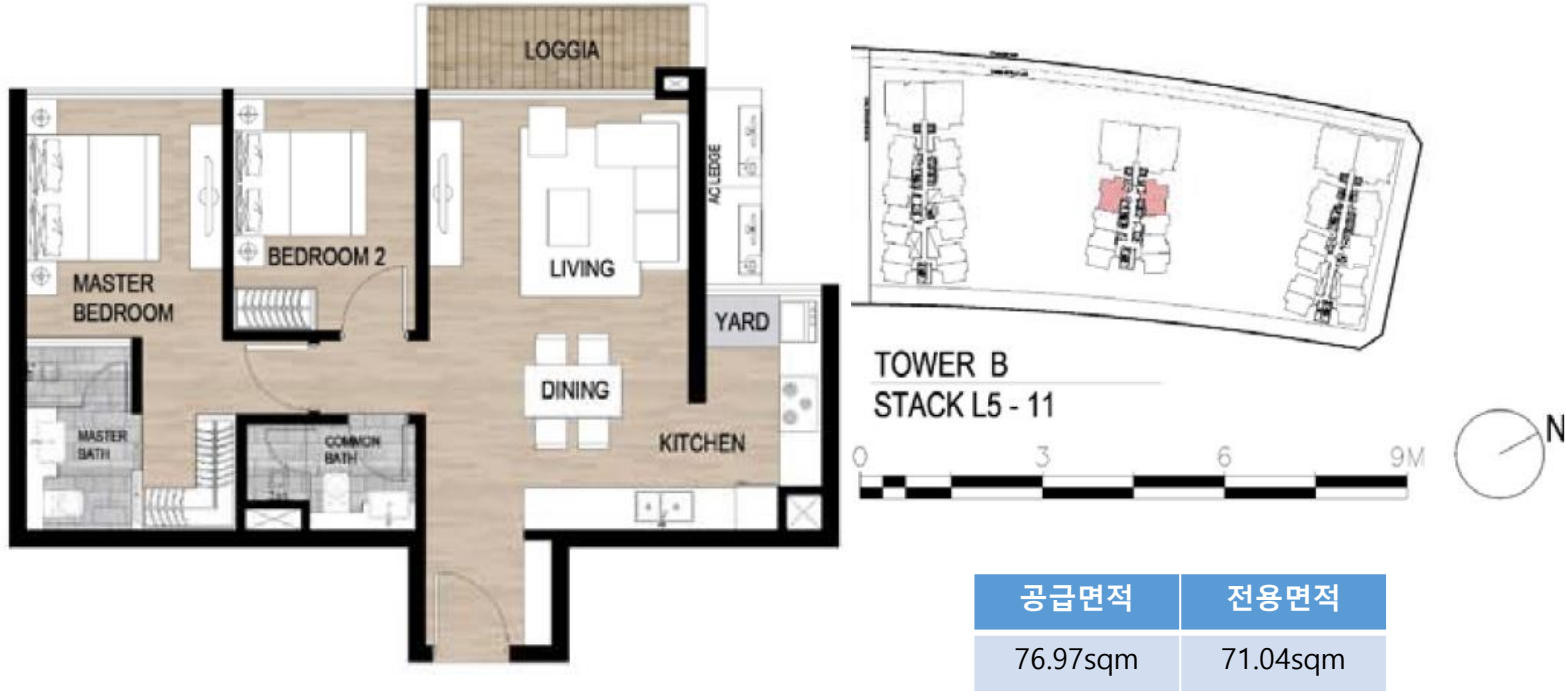 LOGGIA
AC LEDGE
BEDROOM 2
MASTER
BEDROOM
LIVING
YARD
DINING
KITCHEN
MASTER
BATH
COMMON
BATH
TOWER B
STACK L5 - 11
0 3 6 9M
N
공급면적 전용면적
76.97sqm 71.04sqm